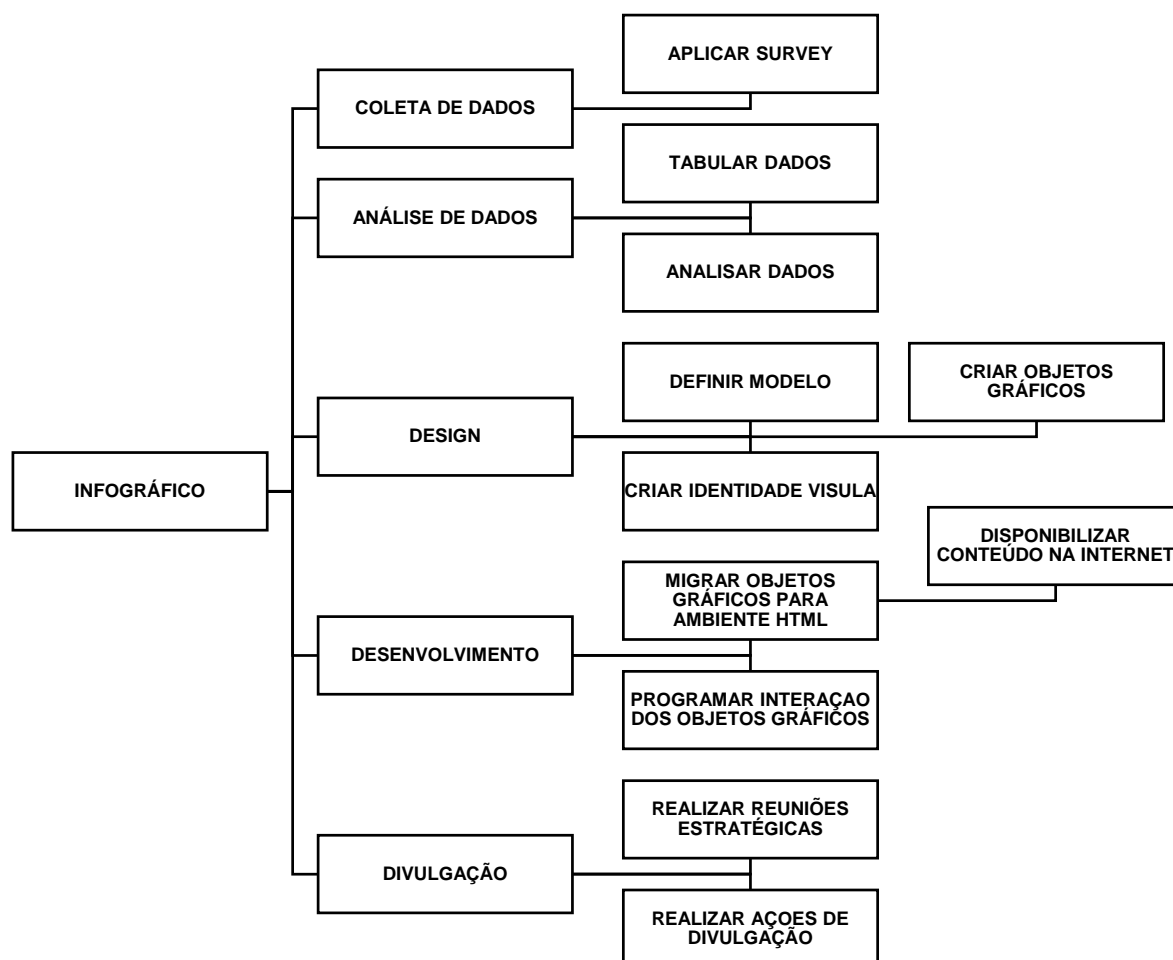 INFOGRÁFICO
COLETA DE DADOS
APLICAR SURVEY
ANÁLISE DE DADOS
TABULAR DADOS
ANALISAR DADOS
DESIGN
DEFINIR MODELO
CRIAR IDENTIDADE VISULA
CRIAR OBJETOS
GRÁFICOS
DESENVOLVIMENTO
MIGRAR OBJETOS
GRÁFICOS PARA
AMBIENTE HTML
DISPONIBILIZAR
CONTEÚDO NA INTERNET
PROGRAMAR INTERAÇAO
DOS OBJETOS GRÁFICOS
DIVULGAÇÃO
REALIZAR REUNIÕES
ESTRATÉGICAS
REALIZAR AÇOES DE
DIVULGAÇÃO